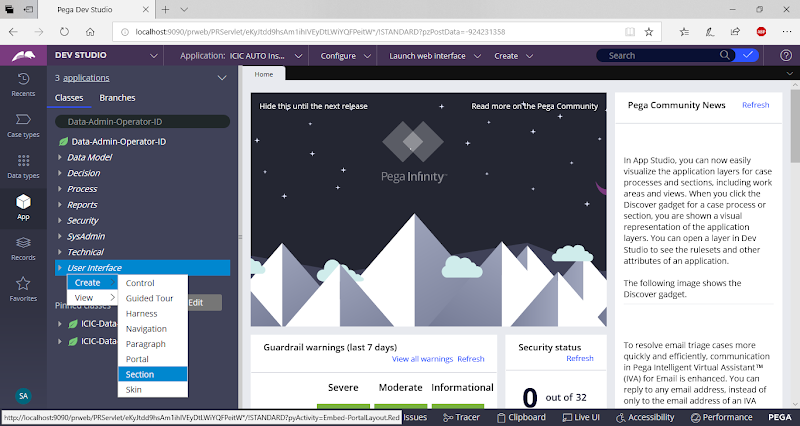 Pega Dev Studio
localhost:9090/prweb/PRServlet/eKyJtdd9hsAm1ihIVEyDtLWiYQFPeitW*/!STANDARD?pzPostData=-924231358
DEV STUDIO
Application: ICIC AUTO Ins...
Configure
Launch web interface
Create
Search
Recents
Case types
Data types
App
Records
Favorites
SA
3 applications
Classes
Branches
Data-Admin-Operator-ID
Data-Admin-Operator-ID
Data Model
Decision
Process
Reports
Security
SysAdmin
Technical
User Interface
Create
View
Edit
ICIC-Data
ICIC-Data
Control
Guided Tour
Harness
Navigation
Paragraph
Portal
Section
Skin
Home
Hide this until the next release
Read more on the Pega Community
Pega Infinity™
Guardrail warnings (last 7 days)
View all warnings Refresh
Severe Moderate Informational
Security status
Refresh
0 out of 32
Pega Community News
Refresh
In App Studio, you can now easily
visualize the application layers for case
processes and sections, including work
areas and views. When you click the
Discover gadget for a case process or
section, you are shown a visual
representation of the application
layers. You can open a layer in Dev
Studio to see the rulesets and other
attributes of an application.
The following image shows the
Discover gadget.
To resolve email triage cases more
quickly and efficiently, communication
in Pega Intelligent Virtual Assistant™
(IVA) for Email is enhanced. You can
reply to any email address, instead of
only to the email address of an IVA
http://localhost:9090/prweb/PRServlet/eKyJtdd9hsAm1ihIVEyDtLWiYQFPeitW*/!STANDARD?pyActivity=Embed-PortalLayout.Red
Issues
Tracer
Clipboard
Live UI
Accessibility
Performance
PEGA